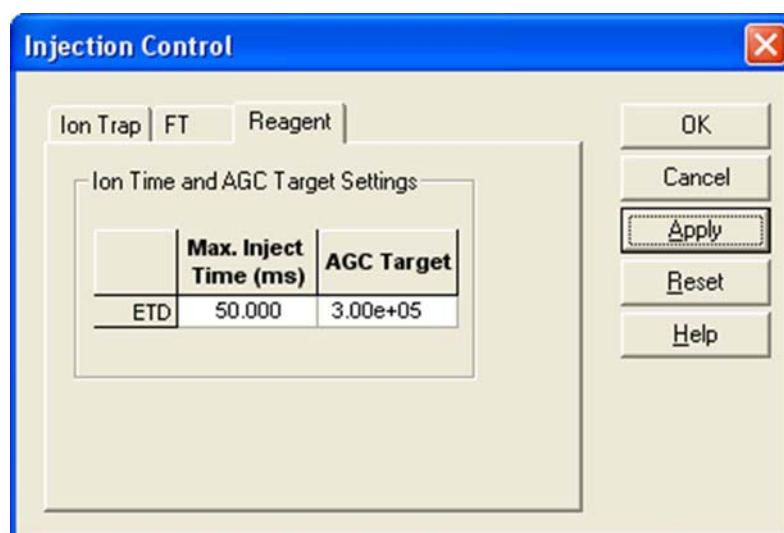 Injection Control
Ion Trap FT Reagent
Ion Time and AGC Target Settings
Max. Inject Time (ms) AGC Target
ETD 50.000 3.00e+05
OK
Cancel
Apply
Reset
Help